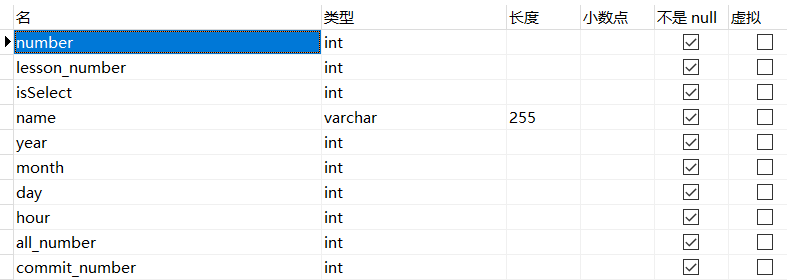 名 类型 长度 小数点 不是 null 虚拟
number int
lesson_number int
isSelect int
name varchar 255
year int
month int
day int
hour int
all_number int
commit_number int